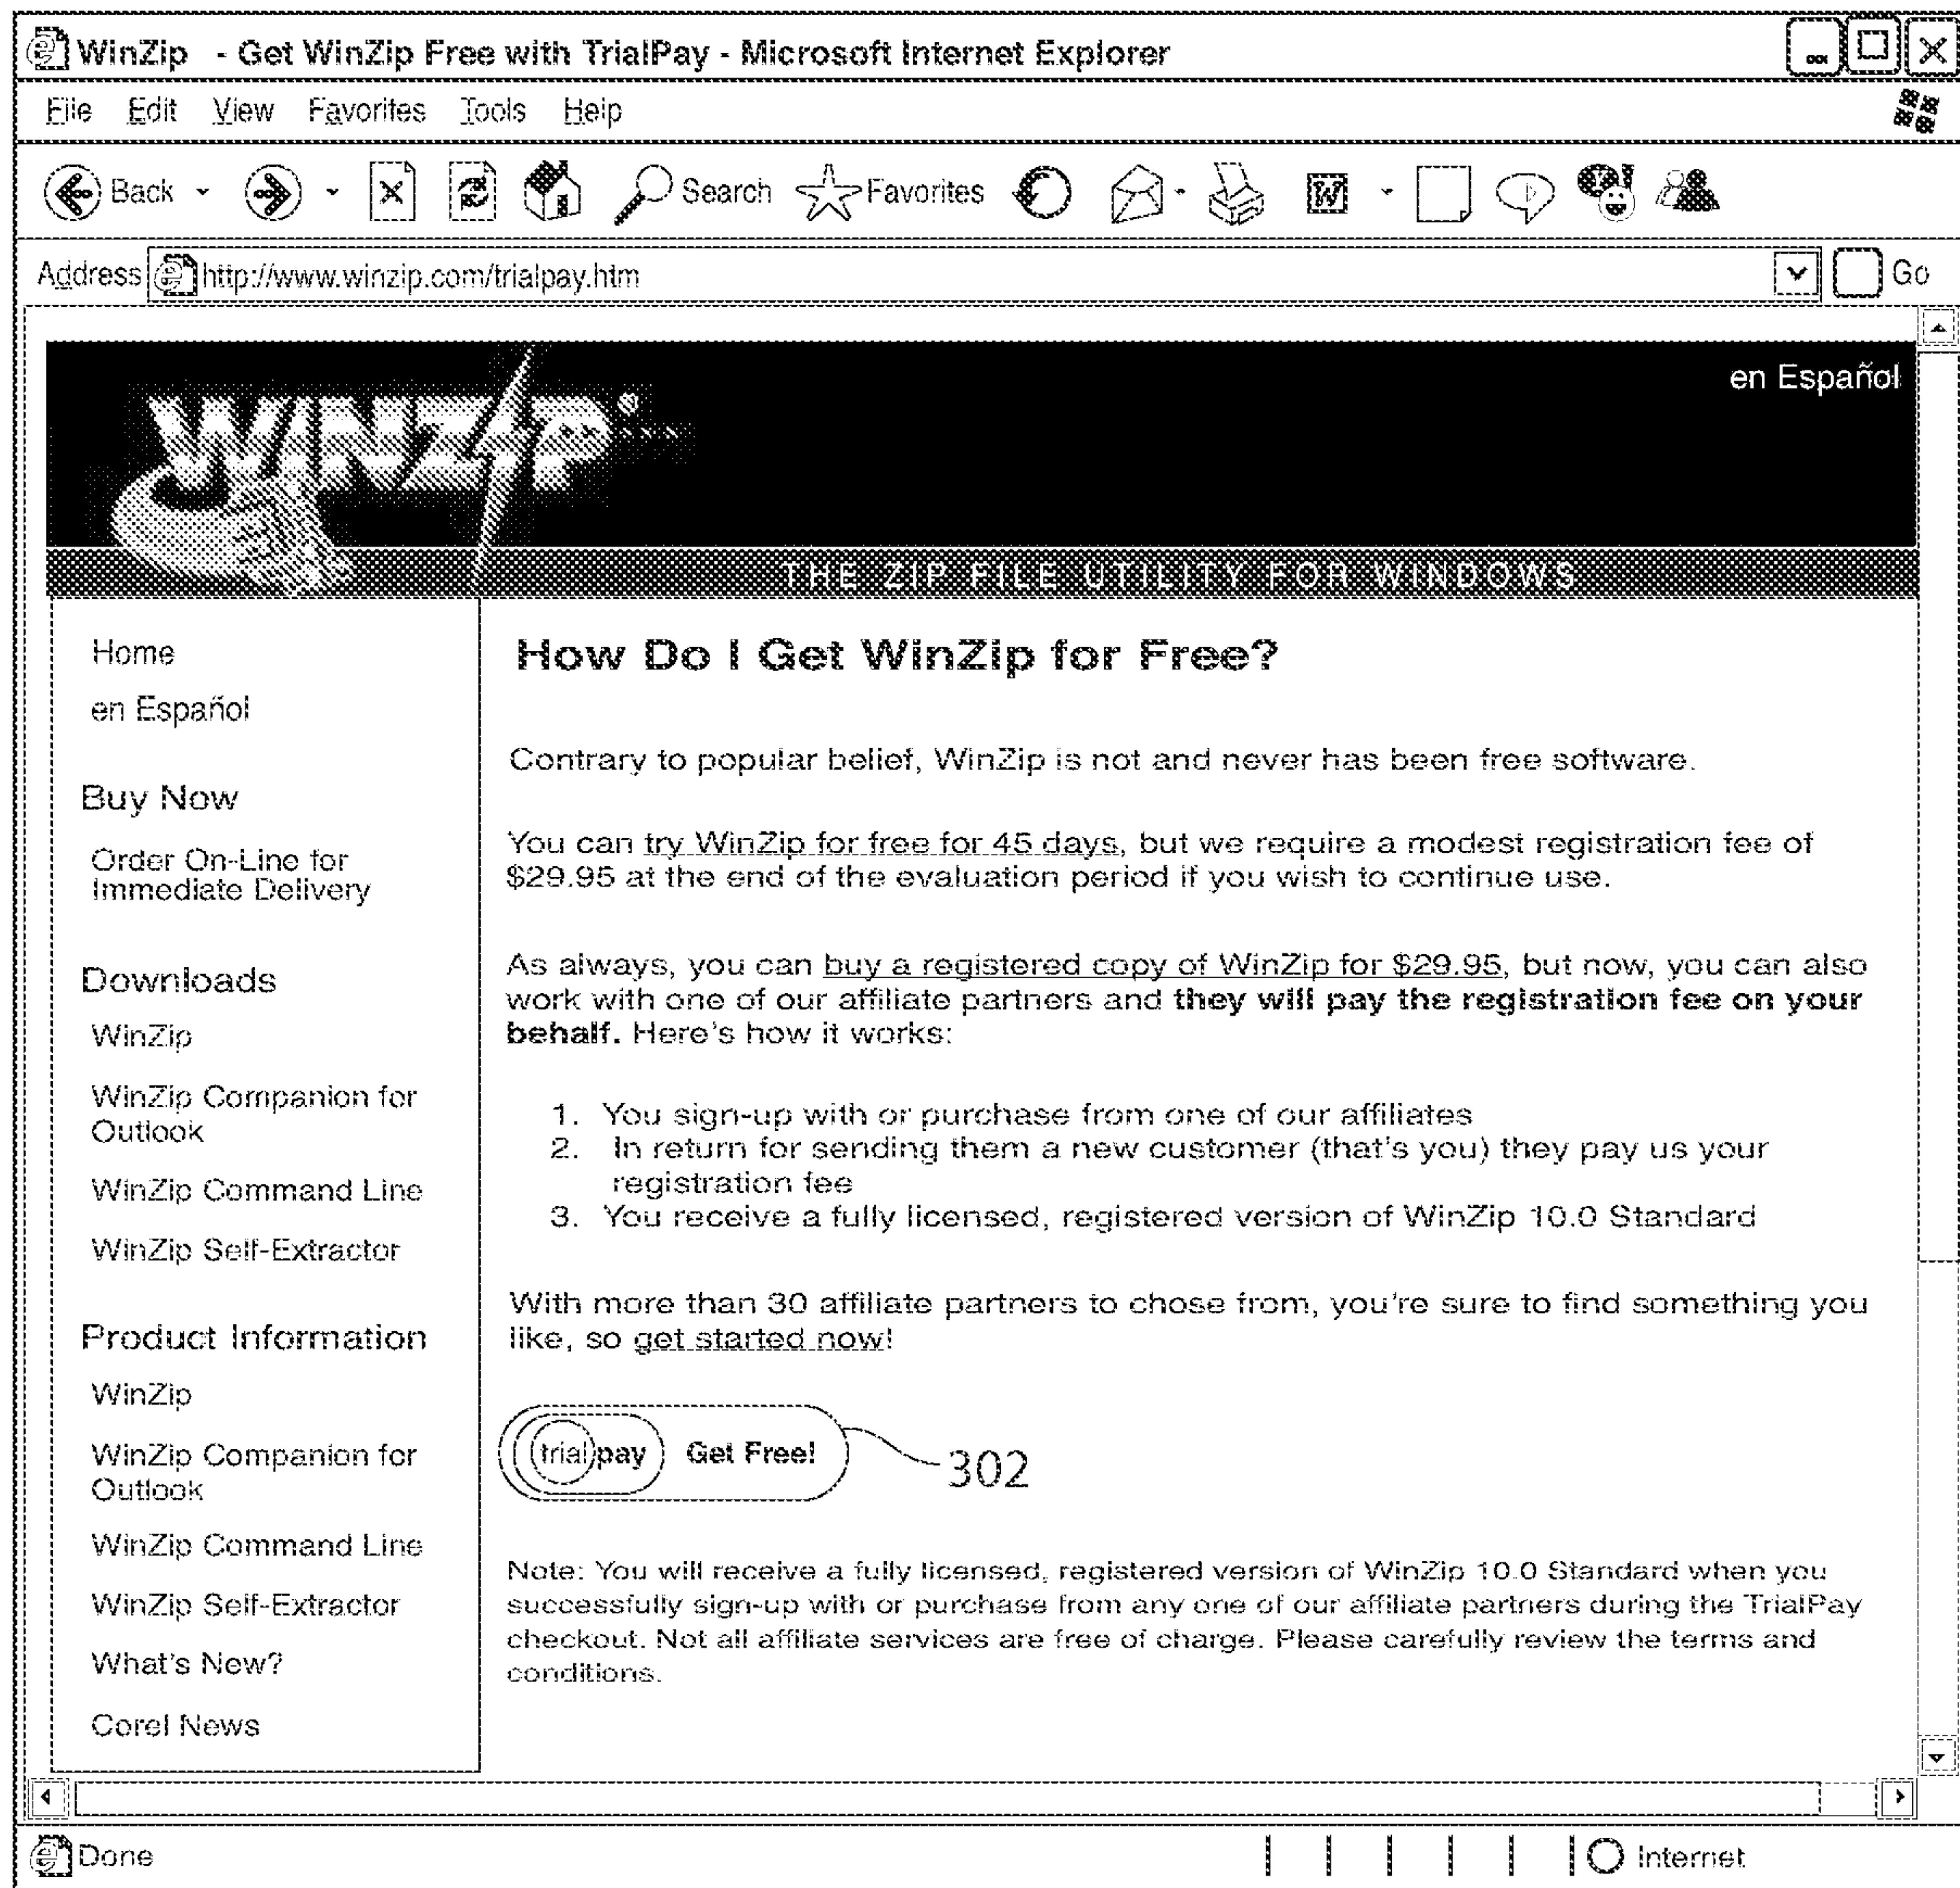 WinZip - Get WinZip Free with TrialPay - Microsoft Internet Explorer
File Edit View Favorites Tools Help
Back Search Favorites W
Address http://www.winzip.com/trialpay.htm Go
en Español
WINZIP®
THE ZIP FILE UTILITY FOR WINDOWS
Home
en Español
Buy Now
Order On-Line for
Immediate Delivery
Downloads
WinZip
WinZip Companion for
Outlook
WinZip Command Line
WinZip Self-Extractor
Product Information
WinZip
WinZip Companion for
Outlook
WinZip Command Line
WinZip Self-Extractor
What's New?
Corel News
How Do I Get WinZip for Free?
Contrary to popular belief, WinZip is not and never has been free software.
You can try WinZip for free for 45 days, but we require a modest registration fee of
$29.95 at the end of the evaluation period if you wish to continue use.
As always, you can buy a registered copy of WinZip for $29.95, but now, you can also
work with one of our affiliate partners and they will pay the registration fee on your
behalf. Here's how it works:
1. You sign-up with or purchase from one of our affiliates
2. In return for sending them a new customer (that's you) they pay us your
registration fee
3. You receive a fully licensed, registered version of WinZip 10.0 Standard
With more than 30 affiliate partners to chose from, you're sure to find something you
like, so get started now!
trialpay Get Free!
302
Note: You will receive a fully licensed, registered version of WinZip 10.0 Standard when you
successfully sign-up with or purchase from any one of our affiliate partners during the TrialPay
checkout. Not all affiliate services are free of charge. Please carefully review the terms and
conditions.
Done Internet